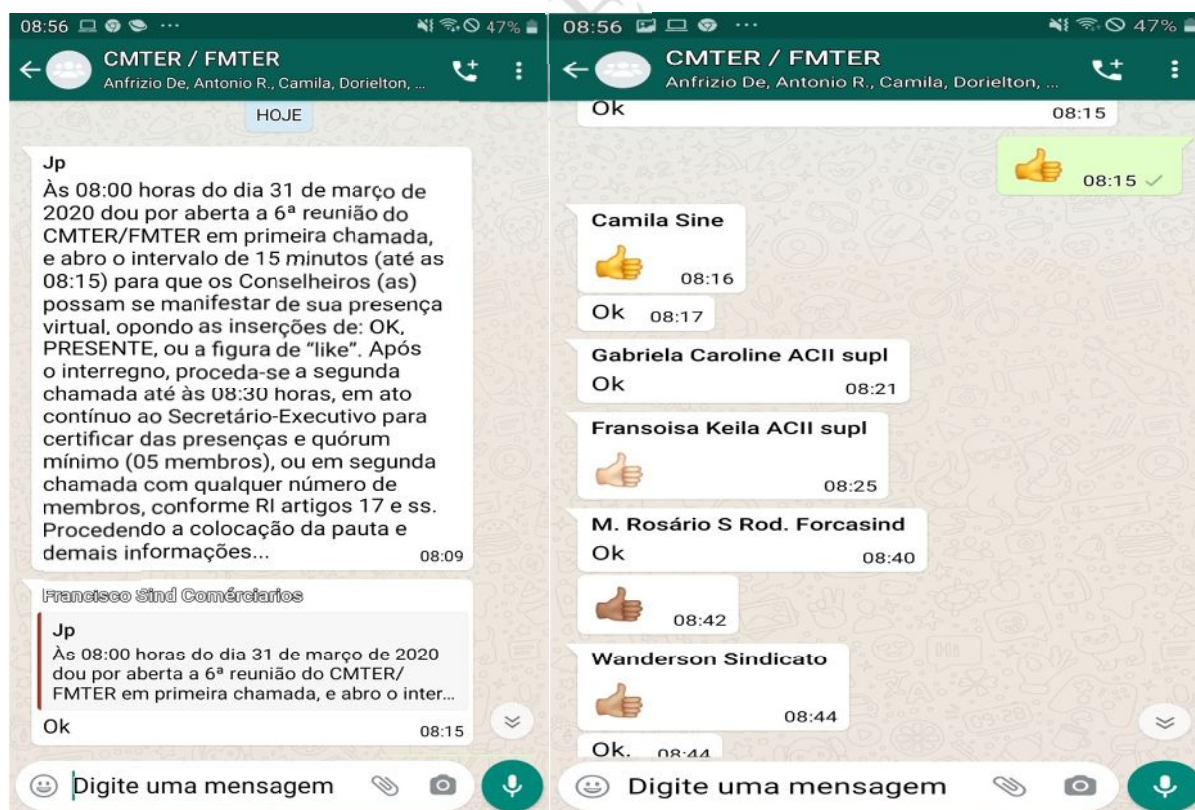 08:56 ... 47%
CMTER / FMTER
Anfrizio De, Antonio R., Camila, Dorielton, ...
HOJE
Jp
Às 08:00 horas do dia 31 de março de
2020 dou por aberta a 6ª reunião do
CMTER/FMTER em primeira chamada,
e abro o intervalo de 15 minutos (até as
08:15) para que os Conselheiros (as)
possam se manifestar de sua presença
virtual, opondo as inserções de: OK,
PRESENTE, ou a figura de “like”. Após
o interregno, proceda-se a segunda
chamada até às 08:30 horas, em ato
contínuo ao Secretário-Executivo para
certificar das presenças e quórum
mínimo (05 membros), ou em segunda
chamada com qualquer número de
membros, conforme RI artigos 17 e ss.
Procedendo a colocação da pauta e
demais informações... 08:09
Francisco Sind Comérciarios
Jp
Às 08:00 horas do dia 31 de março de 2020
dou por aberta a 6ª reunião do CMTER/
FMTER em primeira chamada, e abro o inter...
Ok 08:15
Digite uma mensagem
08:56 ... 47%
CMTER / FMTER
Anfrizio De, Antonio R., Camila, Dorielton, ...
Ok 08:15
👍 08:15
Camila Sine
👍 08:16
Ok 08:17
Gabriela Caroline ACII supl
Ok 08:21
Fransoisa Keila ACII supl
👍🏻 08:25
M. Rosário S Rod. Forcasind
Ok 08:40
👍🏾 08:42
Wanderson Sindicato
👍🏽 08:44
Ok. 08:44
Digite uma mensagem